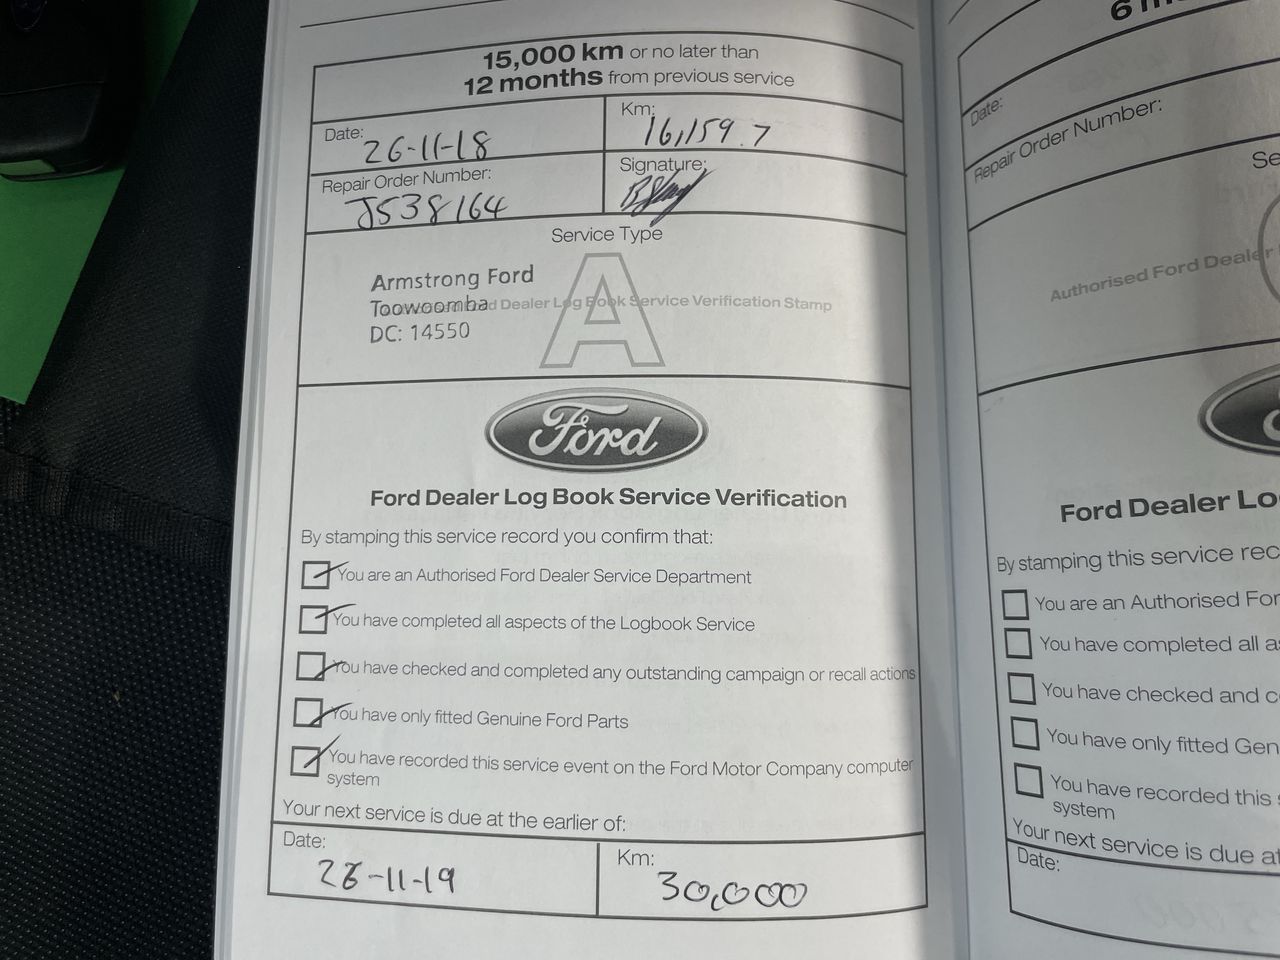 15,000 km or no later than
12 months from previous service
Date: 26-11-18
Km: 16,159.7
Repair Order Number: J538164
Signature:
Service Type
A
Armstrong Ford
Toowoomba
DC: 14550
Dealer Log Book Service Verification Stamp
Ford
Ford Dealer Log Book Service Verification
By stamping this service record you confirm that:
You are an Authorised Ford Dealer Service Department
You have completed all aspects of the Logbook Service
You have checked and completed any outstanding campaign or recall actions
You have only fitted Genuine Ford Parts
You have recorded this service event on the Ford Motor Company computer
system
Your next service is due at the earlier of:
Date: 26-11-19
Km: 30,000
6
Date:
Repair Order Number:
Se
Authorised Ford Dealer
Ford Dealer Lo
By stamping this service rec
You are an Authorised For
You have completed all a
You have checked and c
You have only fitted Gen
You have recorded this
system
Your next service is due at
Date: